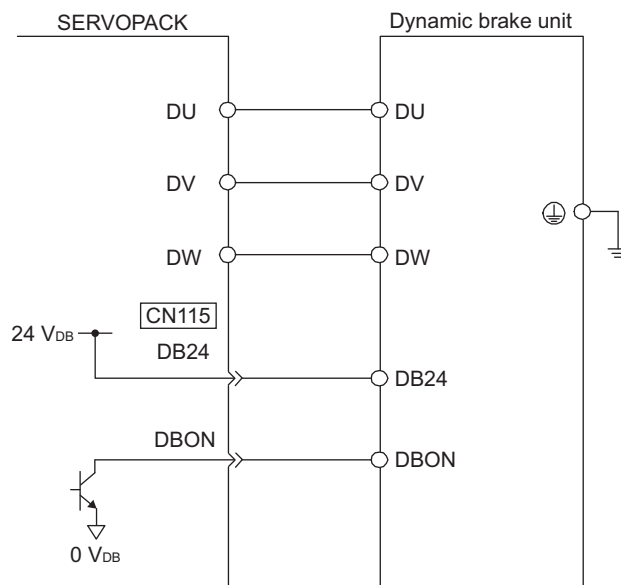 SERVOPACK
Dynamic brake unit
DU
DU
DV
DV
DW
DW
CN115
24 VDB
DB24
DB24
DBON
DBON
0 VDB